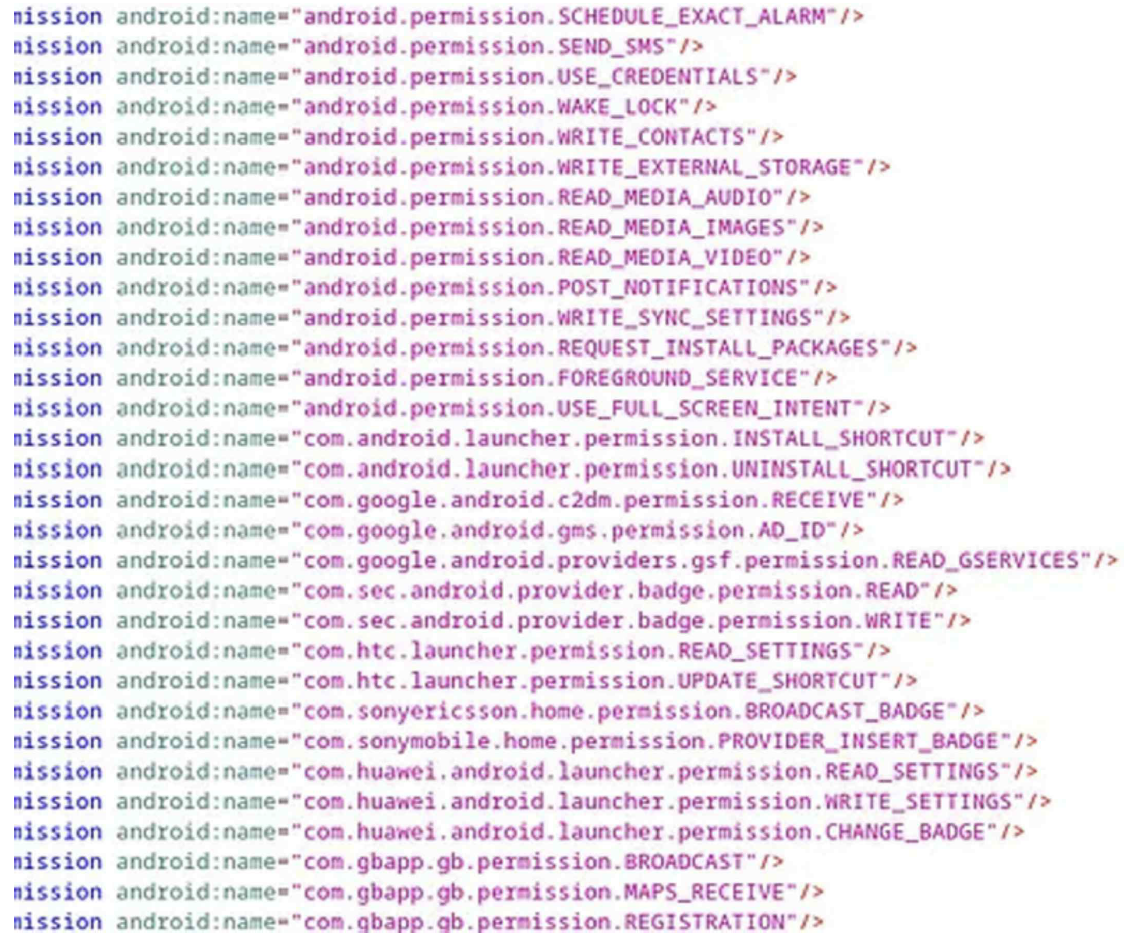 mission android:name="android.permission.SCHEDULE_EXACT_ALARM"/>
mission android:name="android.permission.SEND_SMS"/>
mission android:name="android.permission.USE_CREDENTIALS"/>
mission android:name="android.permission.WAKE_LOCK"/>
mission android:name="android.permission.WRITE_CONTACTS"/>
mission android:name="android.permission.WRITE_EXTERNAL_STORAGE"/>
mission android:name="android.permission.READ_MEDIA_AUDIO"/>
mission android:name="android.permission.READ_MEDIA_IMAGES"/>
mission android:name="android.permission.READ_MEDIA_VIDEO"/>
mission android:name="android.permission.POST_NOTIFICATIONS"/>
mission android:name="android.permission.WRITE_SYNC_SETTINGS"/>
mission android:name="android.permission.REQUEST_INSTALL_PACKAGES"/>
mission android:name="android.permission.FOREGROUND_SERVICE"/>
mission android:name="android.permission.USE_FULL_SCREEN_INTENT"/>
mission android:name="com.android.launcher.permission.INSTALL_SHORTCUT"/>
mission android:name="com.android.launcher.permission.UNINSTALL_SHORTCUT"/>
mission android:name="com.google.android.c2dm.permission.RECEIVE"/>
mission android:name="com.google.android.gms.permission.AD_ID"/>
mission android:name="com.google.android.providers.gsf.permission.READ_GSERVICES"/>
mission android:name="com.sec.android.provider.badge.permission.READ"/>
mission android:name="com.sec.android.provider.badge.permission.WRITE"/>
mission android:name="com.htc.launcher.permission.READ_SETTINGS"/>
mission android:name="com.htc.launcher.permission.UPDATE_SHORTCUT"/>
mission android:name="com.sonyericsson.home.permission.BROADCAST_BADGE"/>
mission android:name="com.sonymobile.home.permission.PROVIDER_INSERT_BADGE"/>
mission android:name="com.huawei.android.launcher.permission.READ_SETTINGS"/>
mission android:name="com.huawei.android.launcher.permission.WRITE_SETTINGS"/>
mission android:name="com.huawei.android.launcher.permission.CHANGE_BADGE"/>
mission android:name="com.gbapp.gb.permission.BROADCAST"/>
mission android:name="com.gbapp.gb.permission.MAPS_RECEIVE"/>
mission android:name="com.gbapp.gb.permission.REGISTRATION"/>